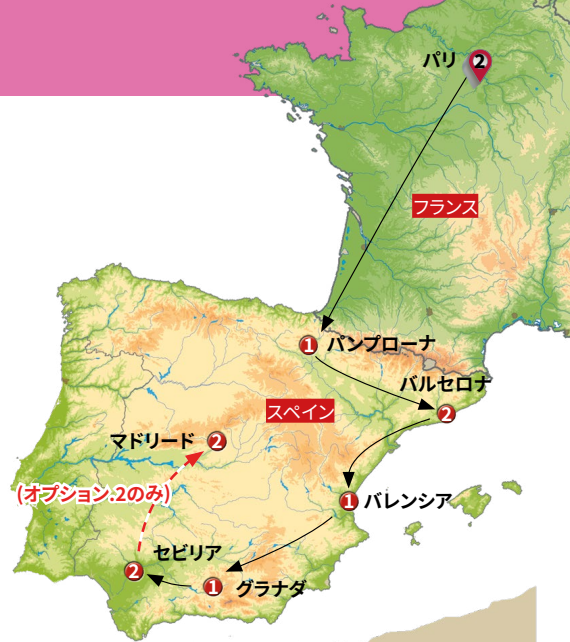 パリ
2
フランス
1
パンプローナ
バルセロナ
2
スペイン
マドリード
2
(オプション.2のみ)
1
バレンシア
セビリア
2
1
グラナダ